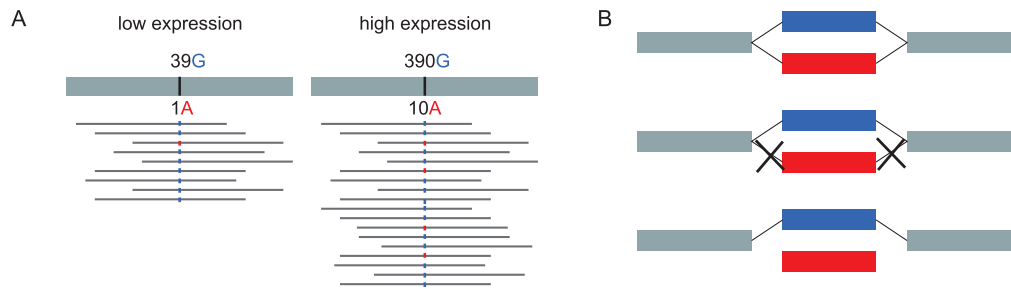 A
low expression
39G
1A
high expression
390G
10A
B